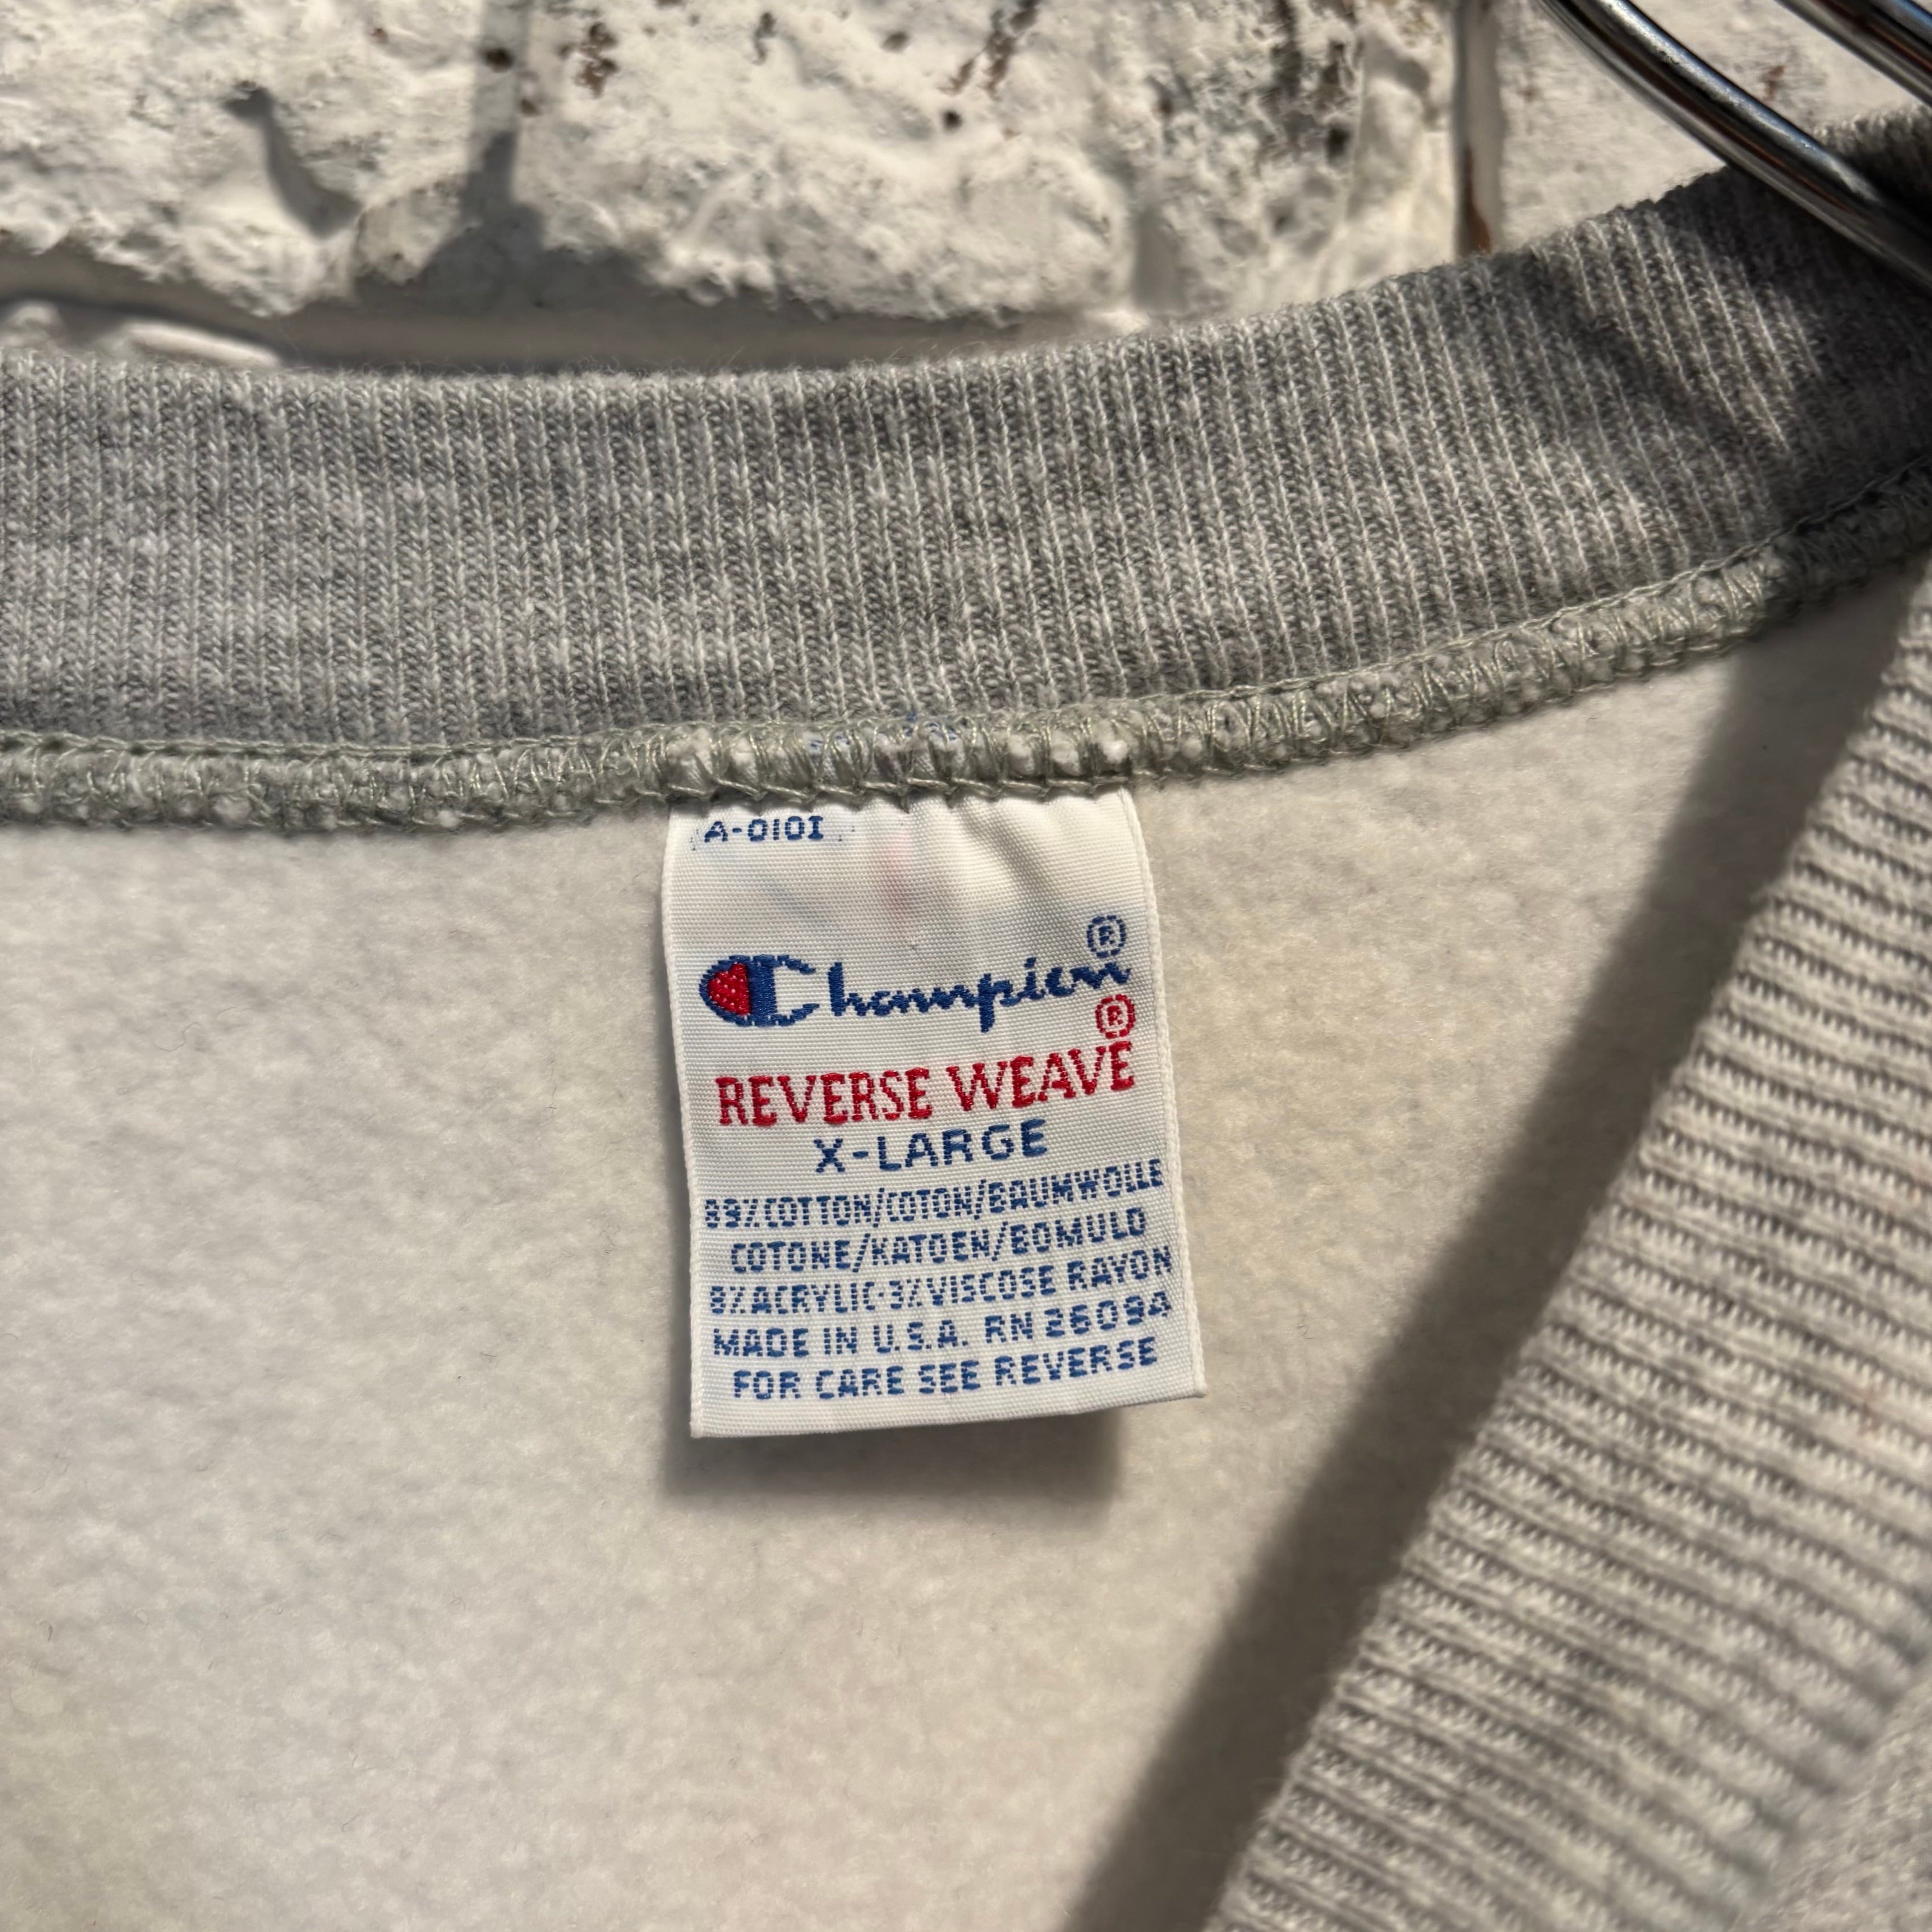 A-0101
Champion®
REVERSE WEAVE®
X-LARGE
89%COTTON/COTON/BAUMWOLLE
COTONE/KATOEN/BOMULD
8%ACRYLIC-3%VISCOSE RAYON
MADE IN U.S.A. RN 26094
FOR CARE SEE REVERSE